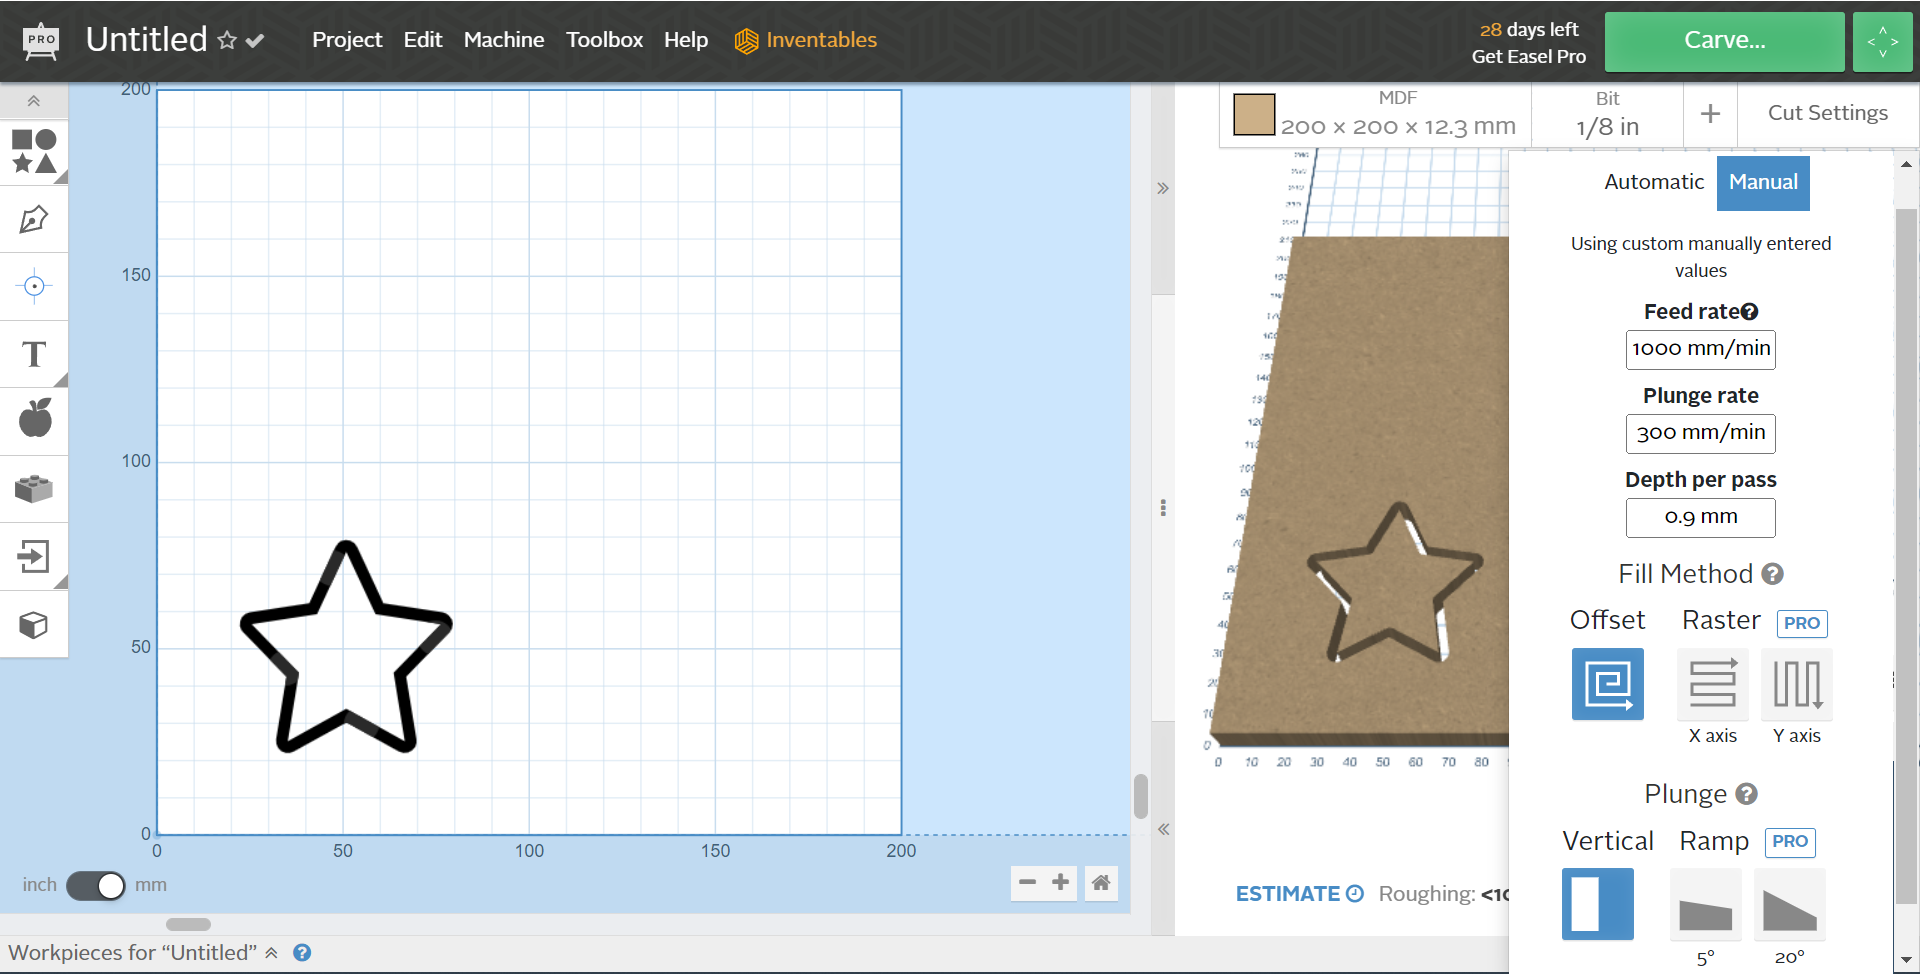 PRO
Untitled
Project Edit Machine Toolbox Help Inventables
28 days left
Get Easel Pro
Carve...
MDF
200 × 200 × 12.3 mm
Bit
1/8 in
+
Cut Settings
Automatic Manual
Using custom manually entered
values
Feed rate
1000 mm/min
Plunge rate
300 mm/min
Depth per pass
0.9 mm
Fill Method ?
Offset Raster PRO
X axis Y axis
Plunge ?
Vertical Ramp PRO
5° 20°
T
200
150
100
50
0
0 50 100 150 200
inch mm
0 10 20 30 40 50 60 70 80
ESTIMATE Roughing:
Workpieces for “Untitled” ?